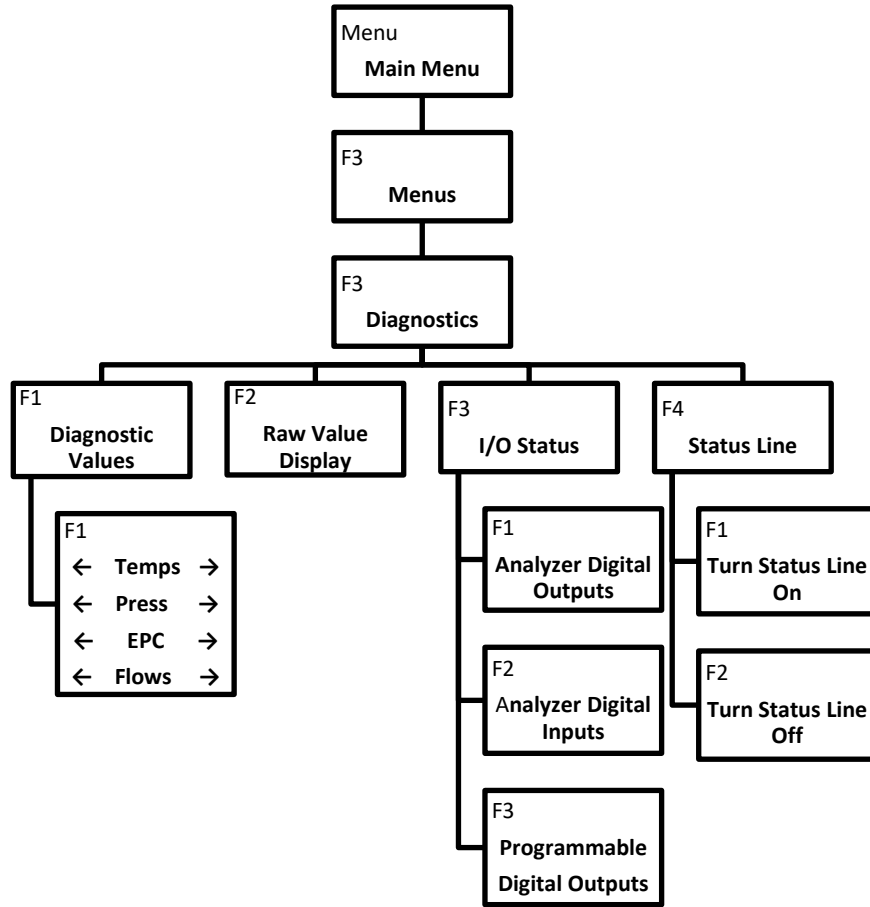 Menu
Main Menu
F3
Menus
F3
Diagnostics
F1
Diagnostic
Values
F2
Raw Value
Display
F3
I/O Status
F4
Status Line
F1
← Temps →
← Press →
← EPC →
← Flows →
F1
Analyzer Digital
Outputs
F2
Analyzer Digital
Inputs
F3
Programmable
Digital Outputs
F1
Turn Status Line
On
F2
Turn Status Line
Off